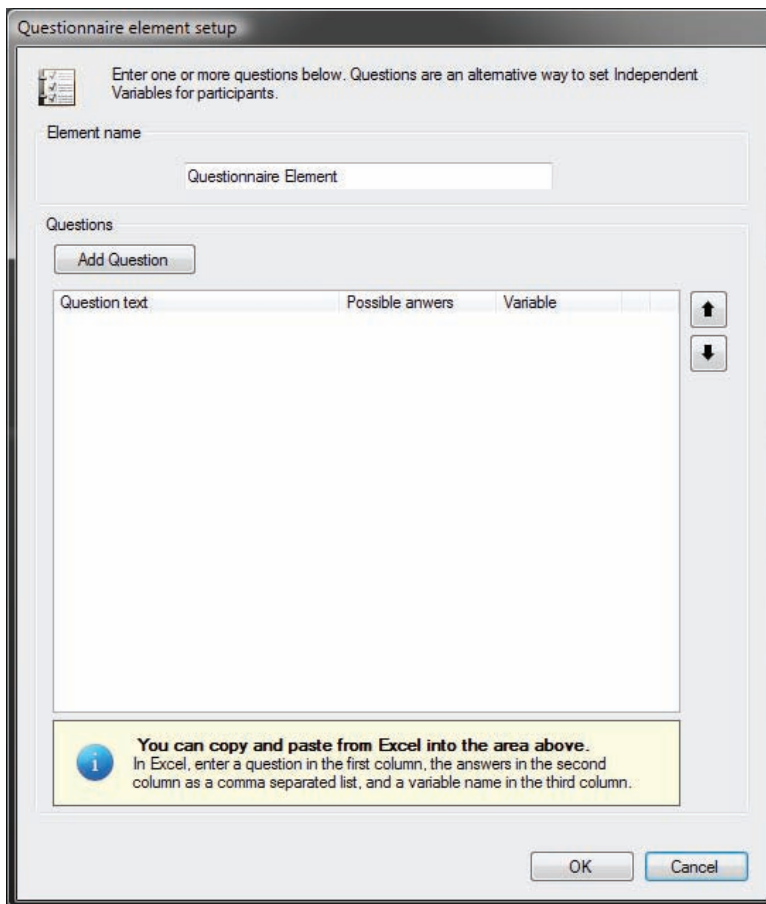 Questionnaire element setup
Enter one or more questions below. Questions are an alternative way to set Independent
Variables for participants.
Element name
Questionnaire Element
Questions
Add Question
Question text Possible anwers Variable
You can copy and paste from Excel into the area above.
In Excel, enter a question in the first column, the answers in the second
column as a comma separated list, and a variable name in the third column.
OK Cancel